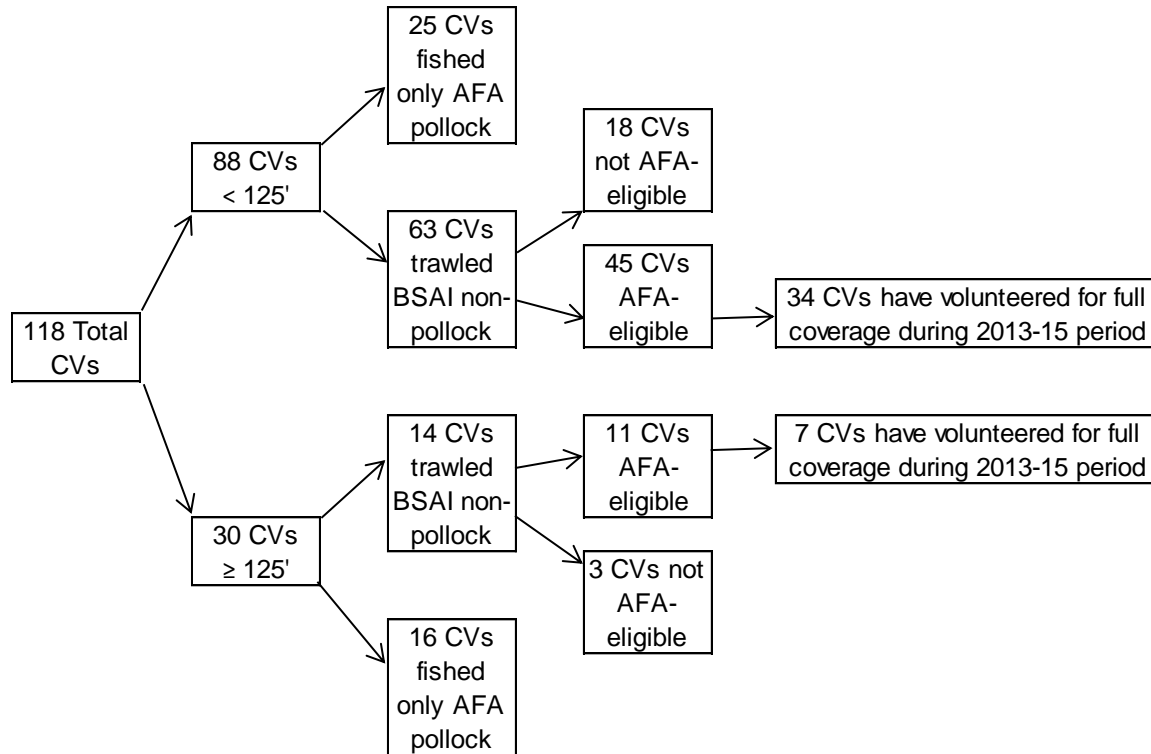 25 CVs
fished
only AFA
pollock
18 CVs
not AFA-
eligible
88 CVs
< 125'
63 CVs
trawled
BSAI non-
pollock
45 CVs
AFA-
eligible
34 CVs have volunteered for full
coverage during 2013-15 period
118 Total
CVs
14 CVs
trawled
BSAI non-
pollock
11 CVs
AFA-
eligible
7 CVs have volunteered for full
coverage during 2013-15 period
30 CVs
≥ 125'
3 CVs not
AFA-
eligible
16 CVs
fished
only AFA
pollock